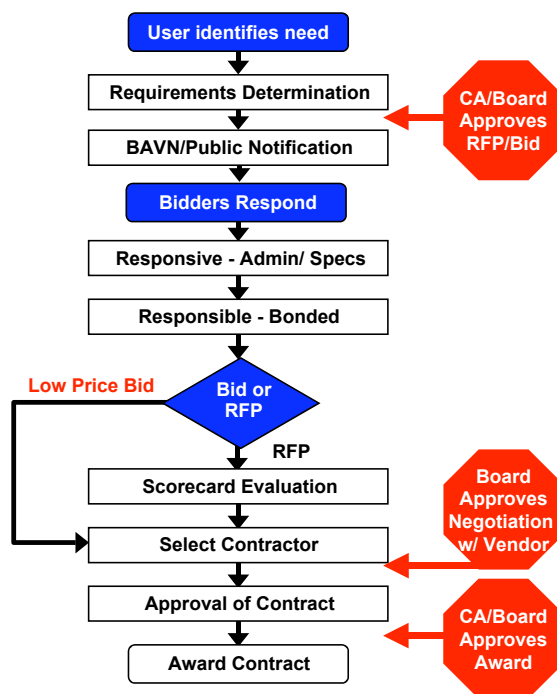 User identifies need
Requirements Determination
CA/Board
Approves
RFP/Bid
BAVN/Public Notification
Bidders Respond
Responsive - Admin/ Specs
Responsible - Bonded
Low Price Bid
Bid or
RFP
RFP
Scorecard Evaluation
Board
Approves
Negotiation
w/ Vendor
Select Contractor
Approval of Contract
CA/Board
Approves
Award
Award Contract